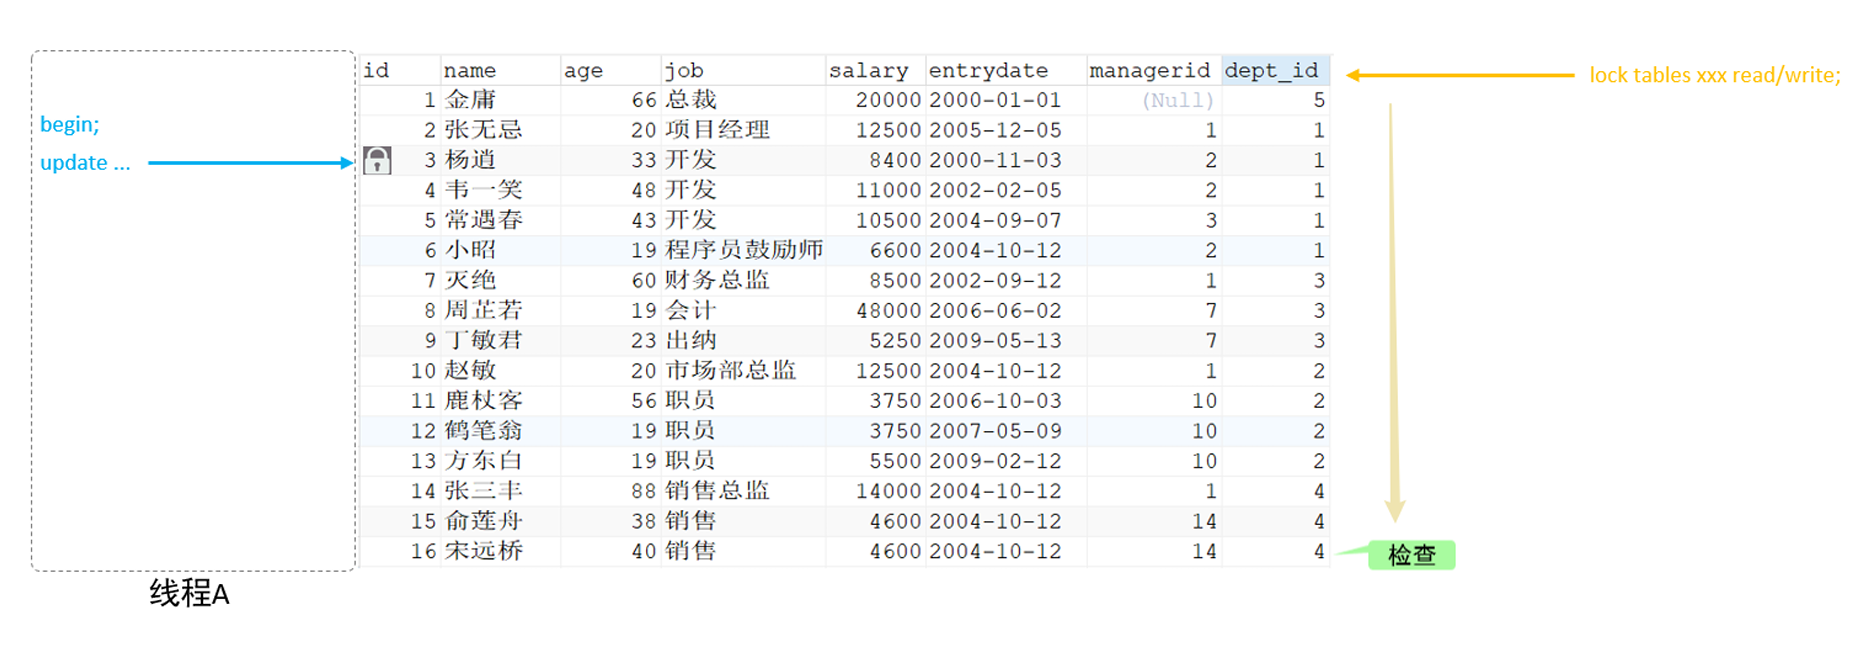 id name age job salary entrydate managerid dept_id
lock tables xxx read/write;
1 金庸 66 总裁 20000 2000-01-01 (Null) 5
begin;
2 张无忌 20 项目经理 12500 2005-12-05 1 1
update ...
3 杨逍 33 开发 8400 2000-11-03 2 1
4 韦一笑 48 开发 11000 2002-02-05 2 1
5 常遇春 43 开发 10500 2004-09-07 3 1
6 小昭 19 程序员鼓励师 6600 2004-10-12 2 1
7 灭绝 60 财务总监 8500 2002-09-12 1 3
8 周芷若 19 会计 48000 2006-06-02 7 3
9 丁敏君 23 出纳 5250 2009-05-13 7 3
10 赵敏 20 市场部总监 12500 2004-10-12 1 2
11 鹿杖客 56 职员 3750 2006-10-03 10 2
12 鹤笔翁 19 职员 3750 2007-05-09 10 2
13 方东白 19 职员 5500 2009-02-12 10 2
14 张三丰 88 销售总监 14000 2004-10-12 1 4
15 俞莲舟 38 销售 4600 2004-10-12 14 4
16 宋远桥 40 销售 4600 2004-10-12 14 4
检查
线程A